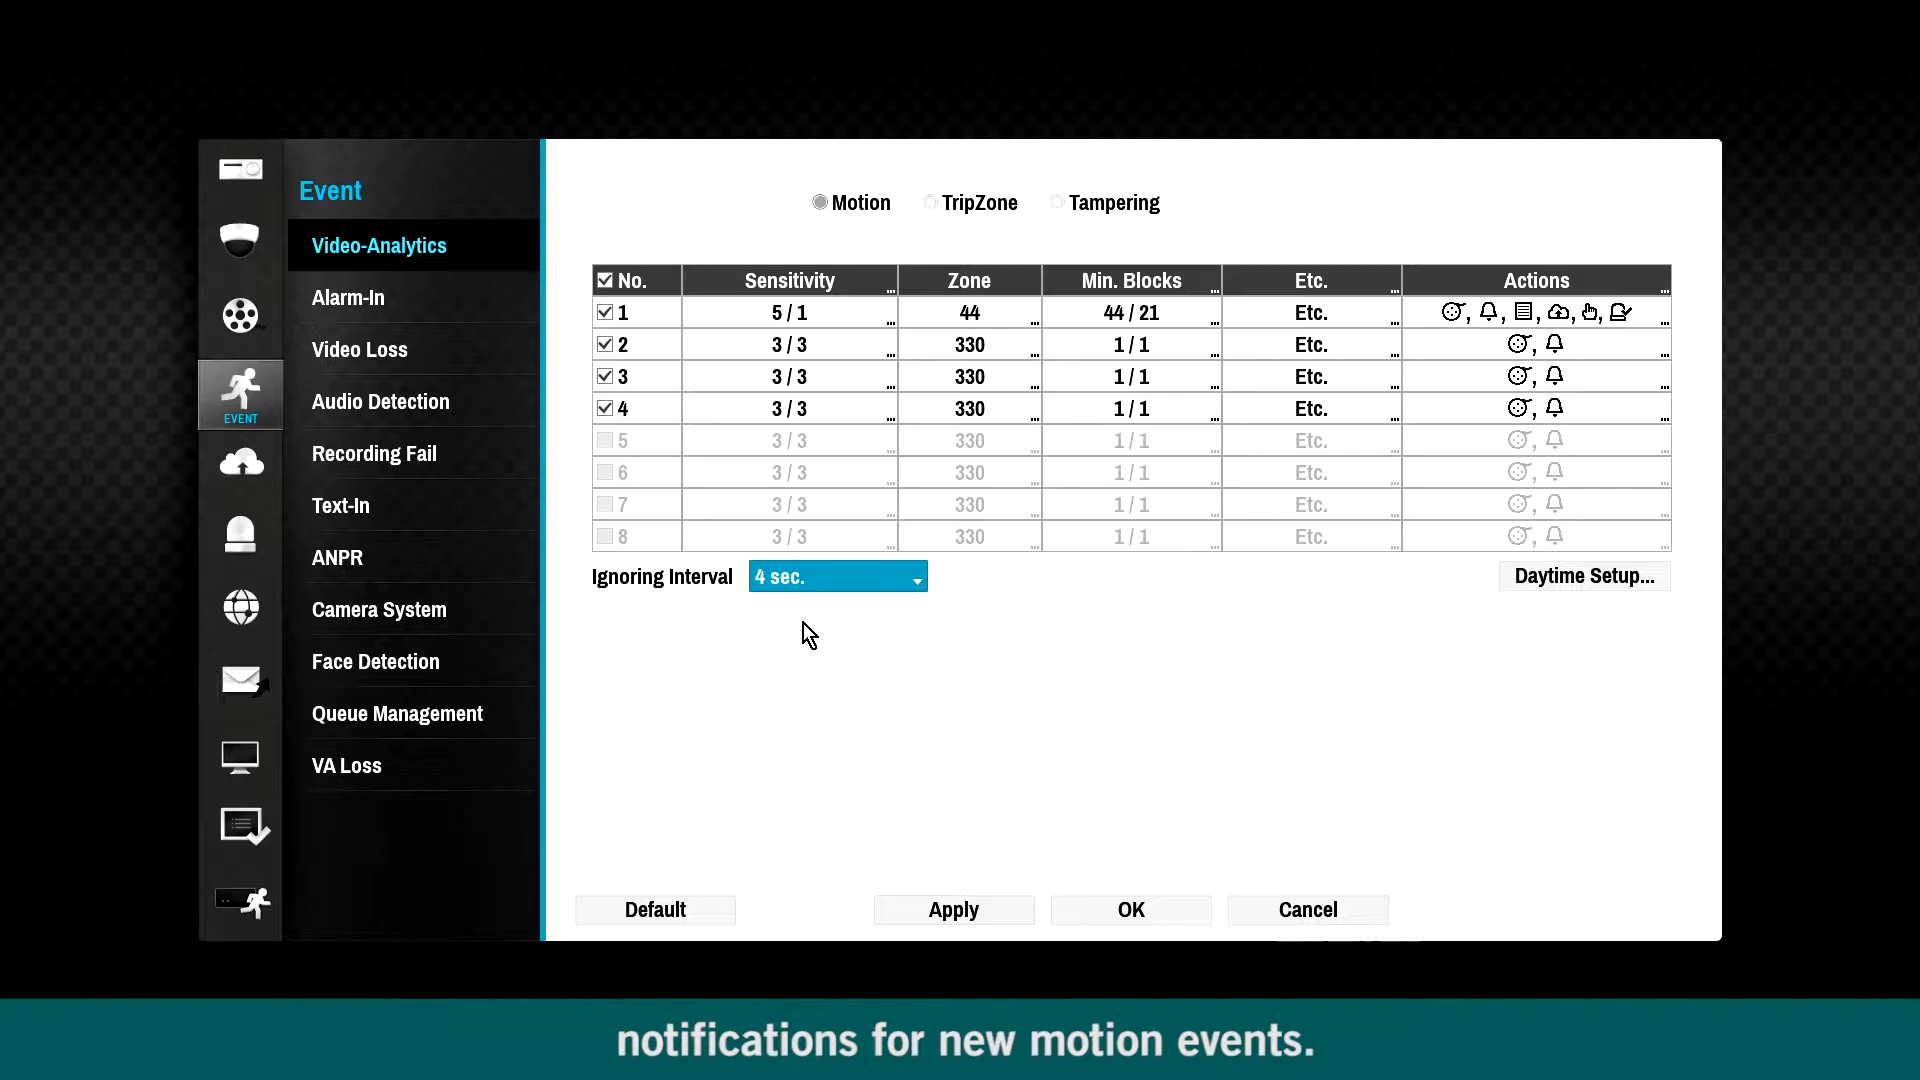 Event
EVENT
Video-Analytics
Alarm-In
Video Loss
Audio Detection
Recording Fail
Text-In
ANPR
Camera System
Face Detection
Queue Management
VA Loss
Motion TripZone Tampering
No. Sensitivity Zone Min. Blocks Etc. Actions
1 5 / 1 44 44 / 21 Etc.
2 3 / 3 330 1 / 1 Etc.
3 3 / 3 330 1 / 1 Etc.
4 3 / 3 330 1 / 1 Etc.
5 3 / 3 330 1 / 1 Etc.
6 3 / 3 330 1 / 1 Etc.
7 3 / 3 330 1 / 1 Etc.
8 3 / 3 330 1 / 1 Etc.
Ignoring Interval 4 sec. Daytime Setup...
Default Apply OK Cancel
notifications for new motion events.